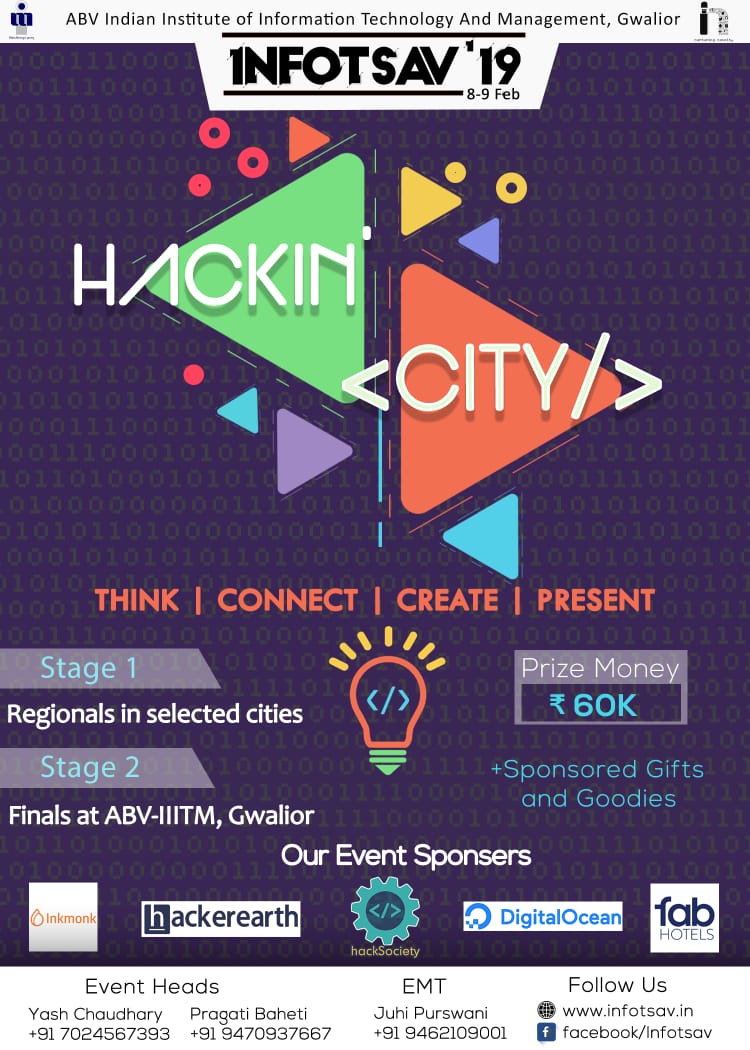 ABV Indian Institute of Information Technology And Management, Gwalior
INFOTSAV '19
8-9 Feb
HACKIN'
<CITY/>
THINK | CONNECT | CREATE | PRESENT
Stage 1
Regionals in selected cities
Stage 2
Finals at ABV-IIITM, Gwalior
</>
Prize Money
₹ 60K
+Sponsored Gifts
and Goodies
Our Event Sponsers
Inkmonk
hackerearth
</>
hackSociety
DigitalOcean
fab
HOTELS
Event Heads
Yash Chaudhary
+91 7024567393
Pragati Baheti
+91 9470937667
EMT
Juhi Purswani
+91 9462109001
Follow Us
www.infotsav.in
facebook/Infotsav